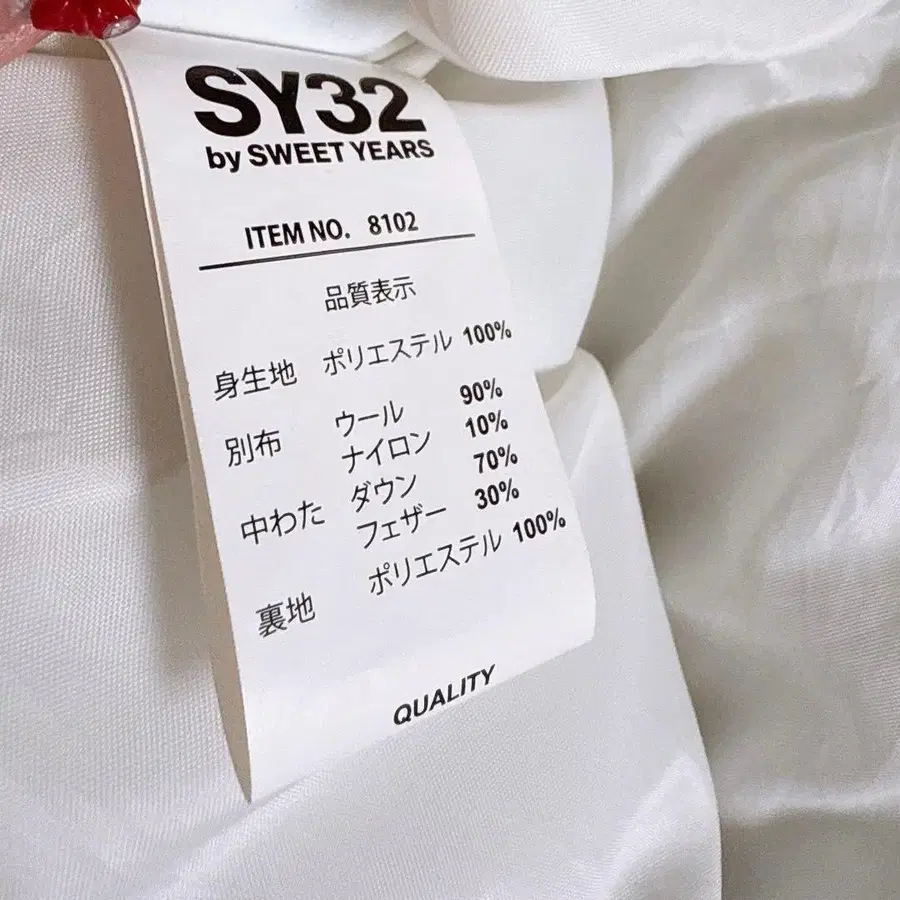 SY32
by SWEET YEARS
ITEM NO. 8102
品質表示
身生地 ポリエステル 100%
別布 ウール 90%
ナイロン 10%
中わた ダウン 70%
フェザー 30%
裏地 ポリエステル 100%
QUALITY